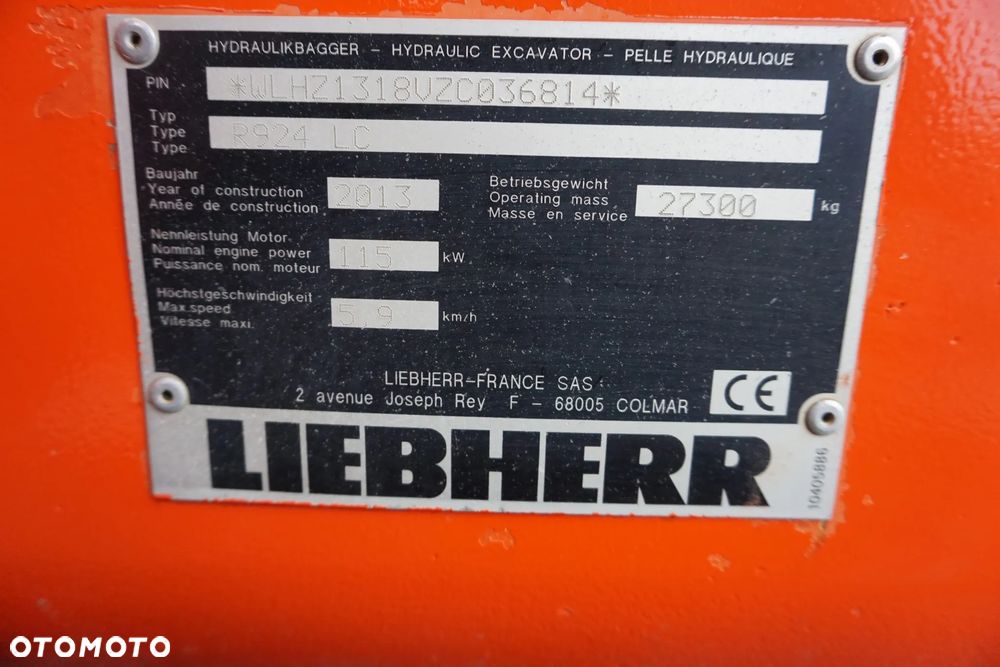 HYDRAULIKBAGGER - HYDRAULIC EXCAVATOR - PELLE HYDRAULIQUE
PIN *WLHZ1318VZC036814*
Typ
Type
Type R924 LC
Baujahr
Year of construction
Année de construction 2013
Betriebsgewicht
Operating mass
Masse en service 27300 kg
Nennleistung Motor
Nominal engine power
Puissance nom. moteur 115 kW
Höchstgeschwindigkeit
Max.speed
Vitesse maxi. 5,9 km/h
LIEBHERR-FRANCE SAS
2 avenue Joseph Rey F - 68005 COLMAR
CE
LIEBHERR
10405886
OTOMOTO